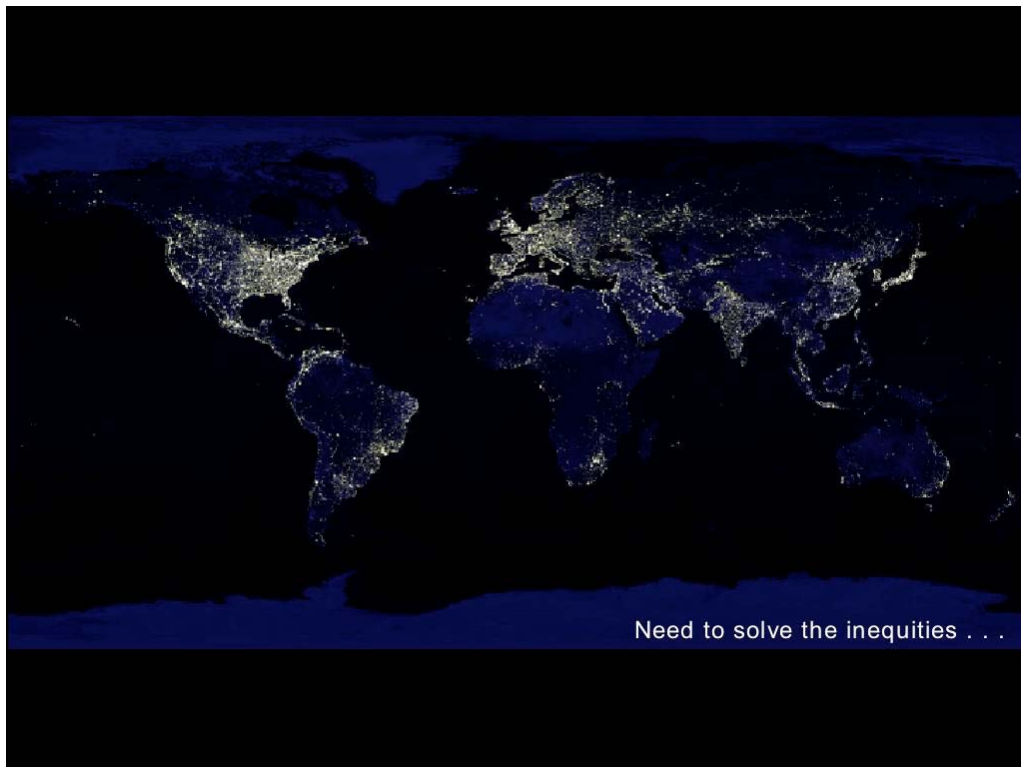 Need to solve the inequities . . .